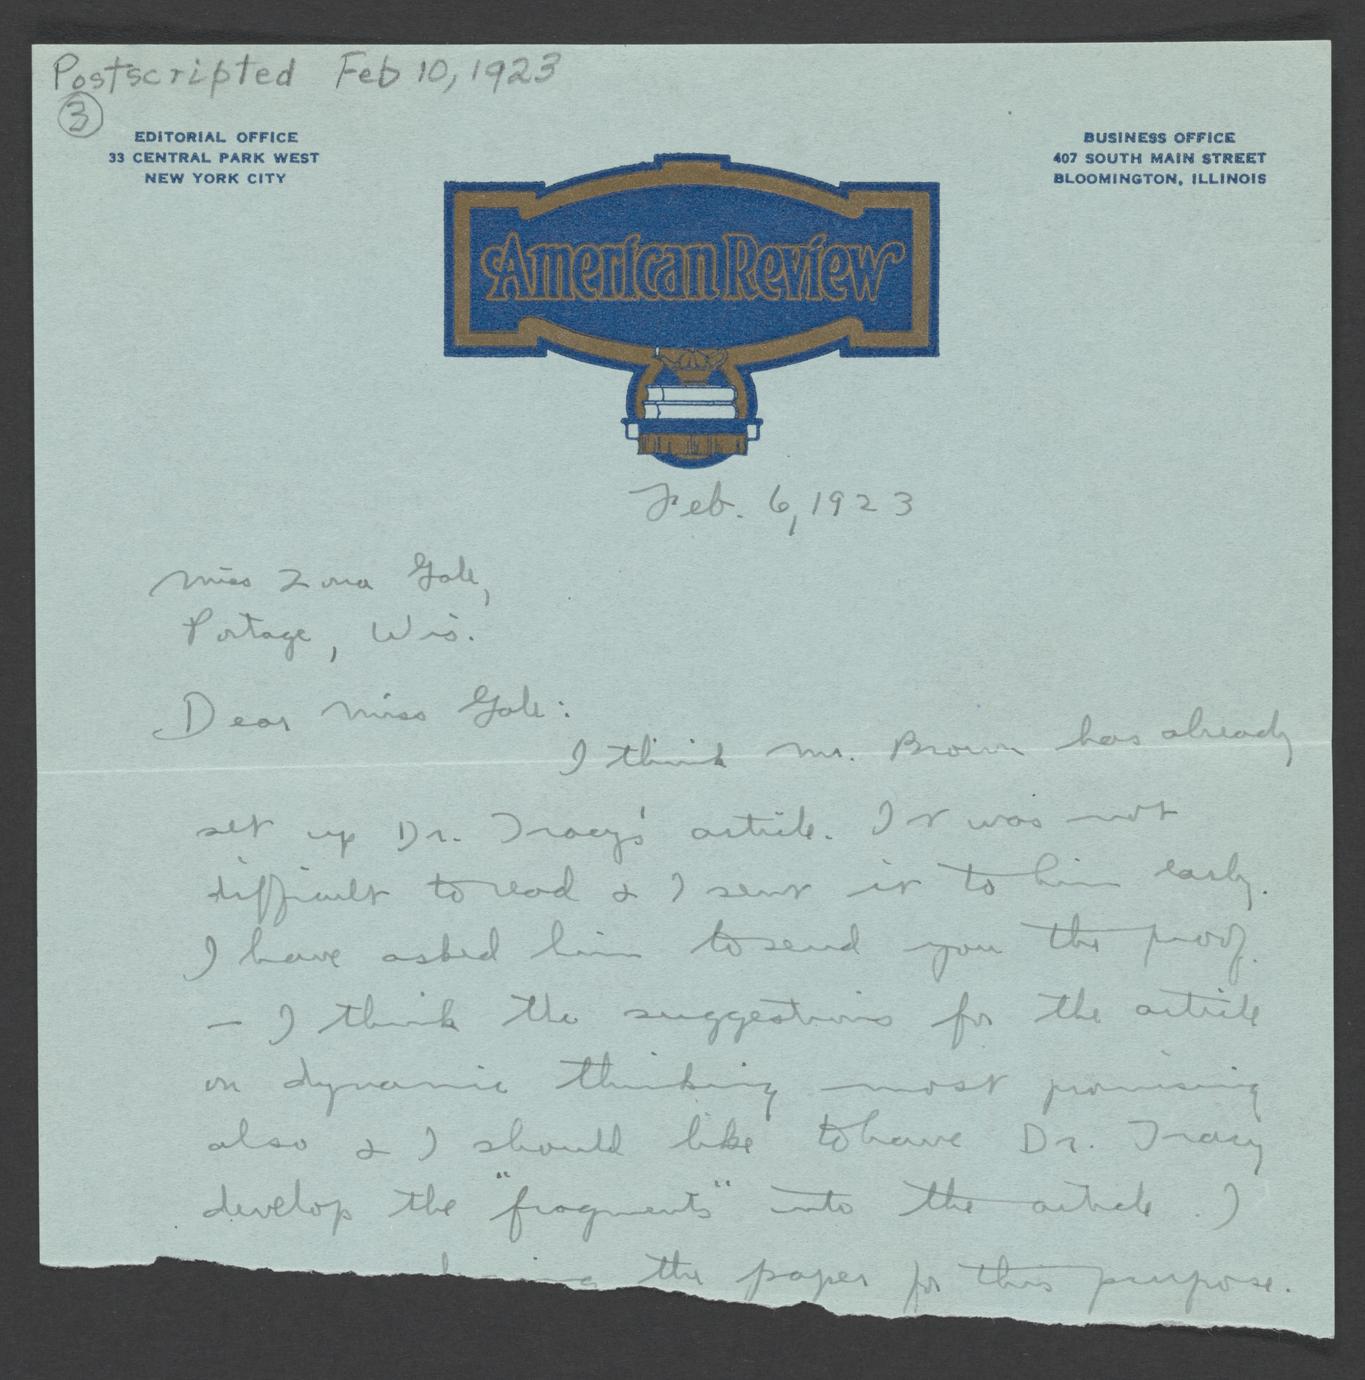 Postscripted Feb 10, 1923
3
EDITORIAL OFFICE
33 CENTRAL PARK WEST
NEW YORK CITY
BUSINESS OFFICE
407 SOUTH MAIN STREET
BLOOMINGTON, ILLINOIS
American Review
Feb. 6, 1923
Miss Zona Gale,
Portage, Wis.
Dear Miss Gale:
I think Mr. Brown has already
set up Dr. Tracy's article. It was not
difficult to read & I sent it to him early.
I have asked him to send you the proof.
— I think the suggestions for the article
on dynamic thinking most promising
also & I should like to have Dr. Tracy
develop the "fragments" into the article. I
the paper for this purpose.